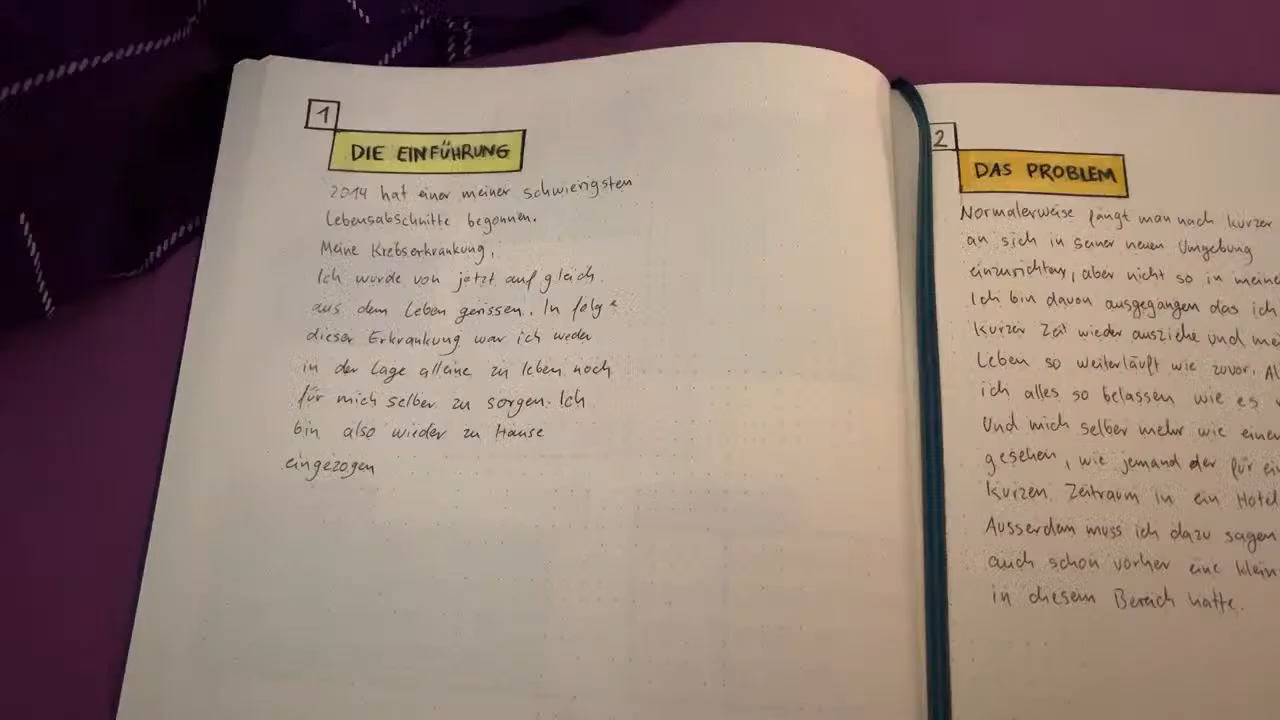 1
DIE EINFÜHRUNG
2014 hat einer meiner schwierigsten
Lebensabschnitte begonnen.
Meine Krebserkrankung.
Ich wurde von jetzt auf gleich
aus dem Leben gerissen. In folge
dieser Erkrankung war ich weder
in der Lage alleine zu leben noch
für mich selber zu sorgen. Ich
bin also wieder zu Hause
eingezogen
2
DAS PROBLEM
Normalerweise fängt man nach kurzer
an sich in seiner neuen Umgebung
einzurichten, aber nicht so in meine
Ich bin davon ausgegangen das ich
kurzer Zeit wieder ausziehe und
Leben so weiterläuft wie zuvor.
ich alles so belassen wie es
Und mich selber mehr wie einen
gesehen, wie jemand der für
kurzen Zeitraum in ein Hotel
Ausserdem muss ich dazu sagen
auch schon vorher eine klein
in diesem Bereich hatte.